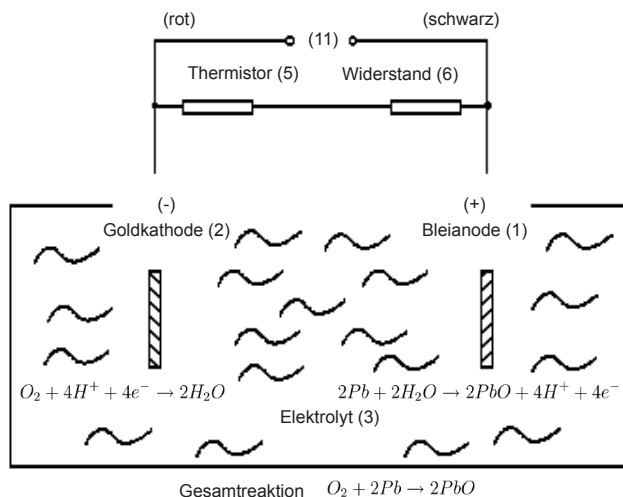 (rot) (11) (schwarz)
Thermistor (5) Widerstand (6)
(-) (+)
Goldkathode (2) Bleianode (1)
O₂ + 4H⁺ + 4e⁻ → 2H₂O 2Pb + 2H₂O → 2PbO + 4H⁺ + 4e⁻
Elektrolyt (3)
Gesamtreaktion O₂ + 2Pb → 2PbO